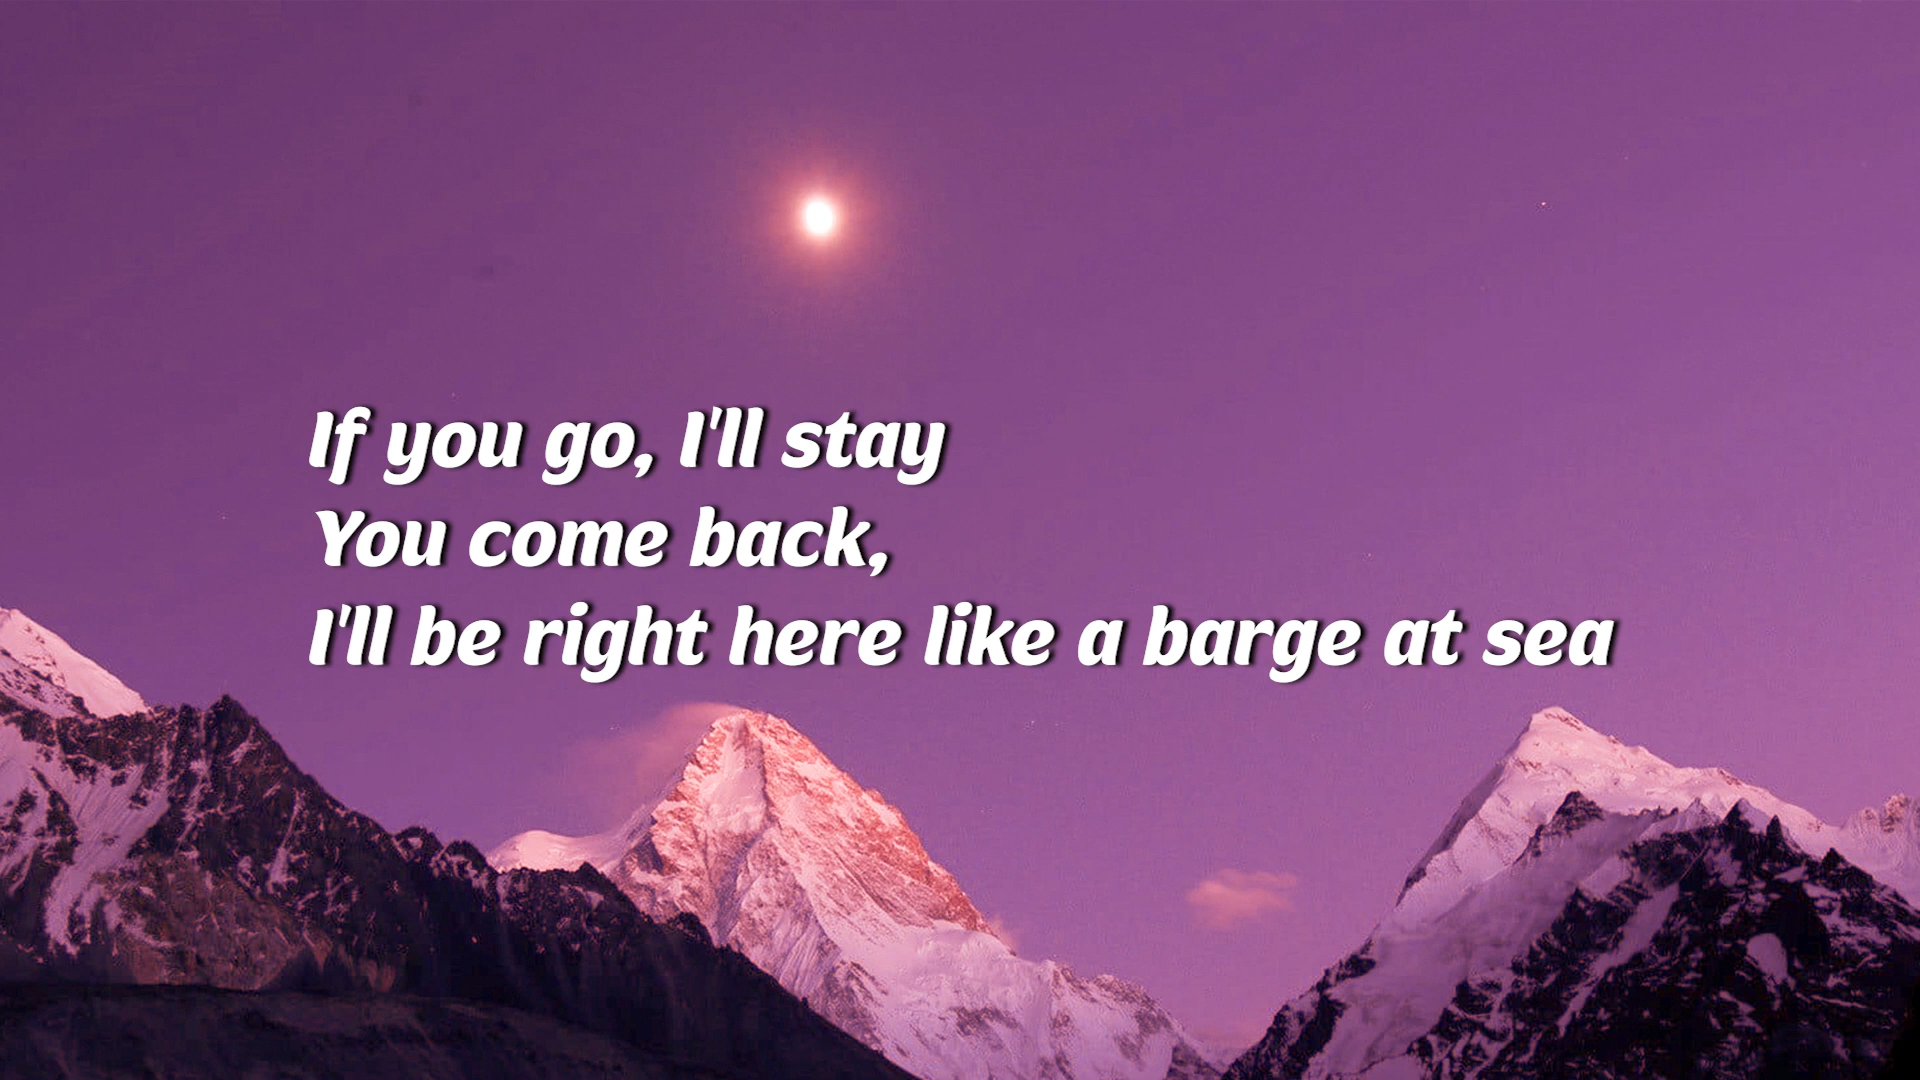 If you go, I'll stay
You come back,
I'll be right here like a barge at sea